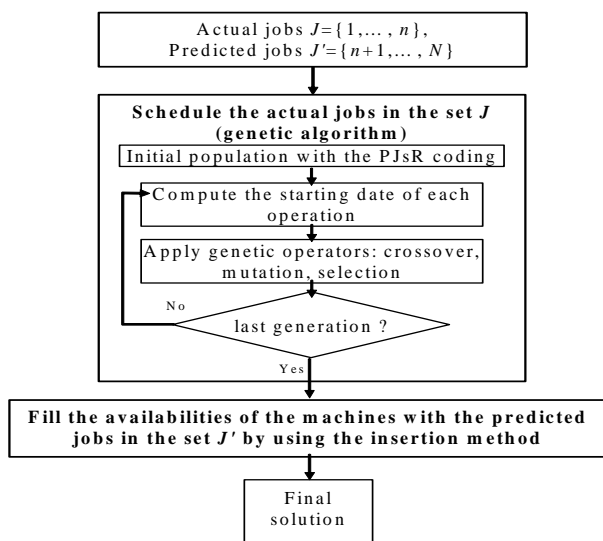 Actual jobs J={1,… , n},
Predicted jobs J'={n+1,… , N}
Schedule the actual jobs in the set J
(genetic algorithm)
Initial population with the PJsR coding
Compute the starting date of each
operation
Apply genetic operators: crossover,
mutation, selection
No
last generation ?
Yes
Fill the availabilities of the machines with the predicted
jobs in the set J' by using the insertion method
Final
solution